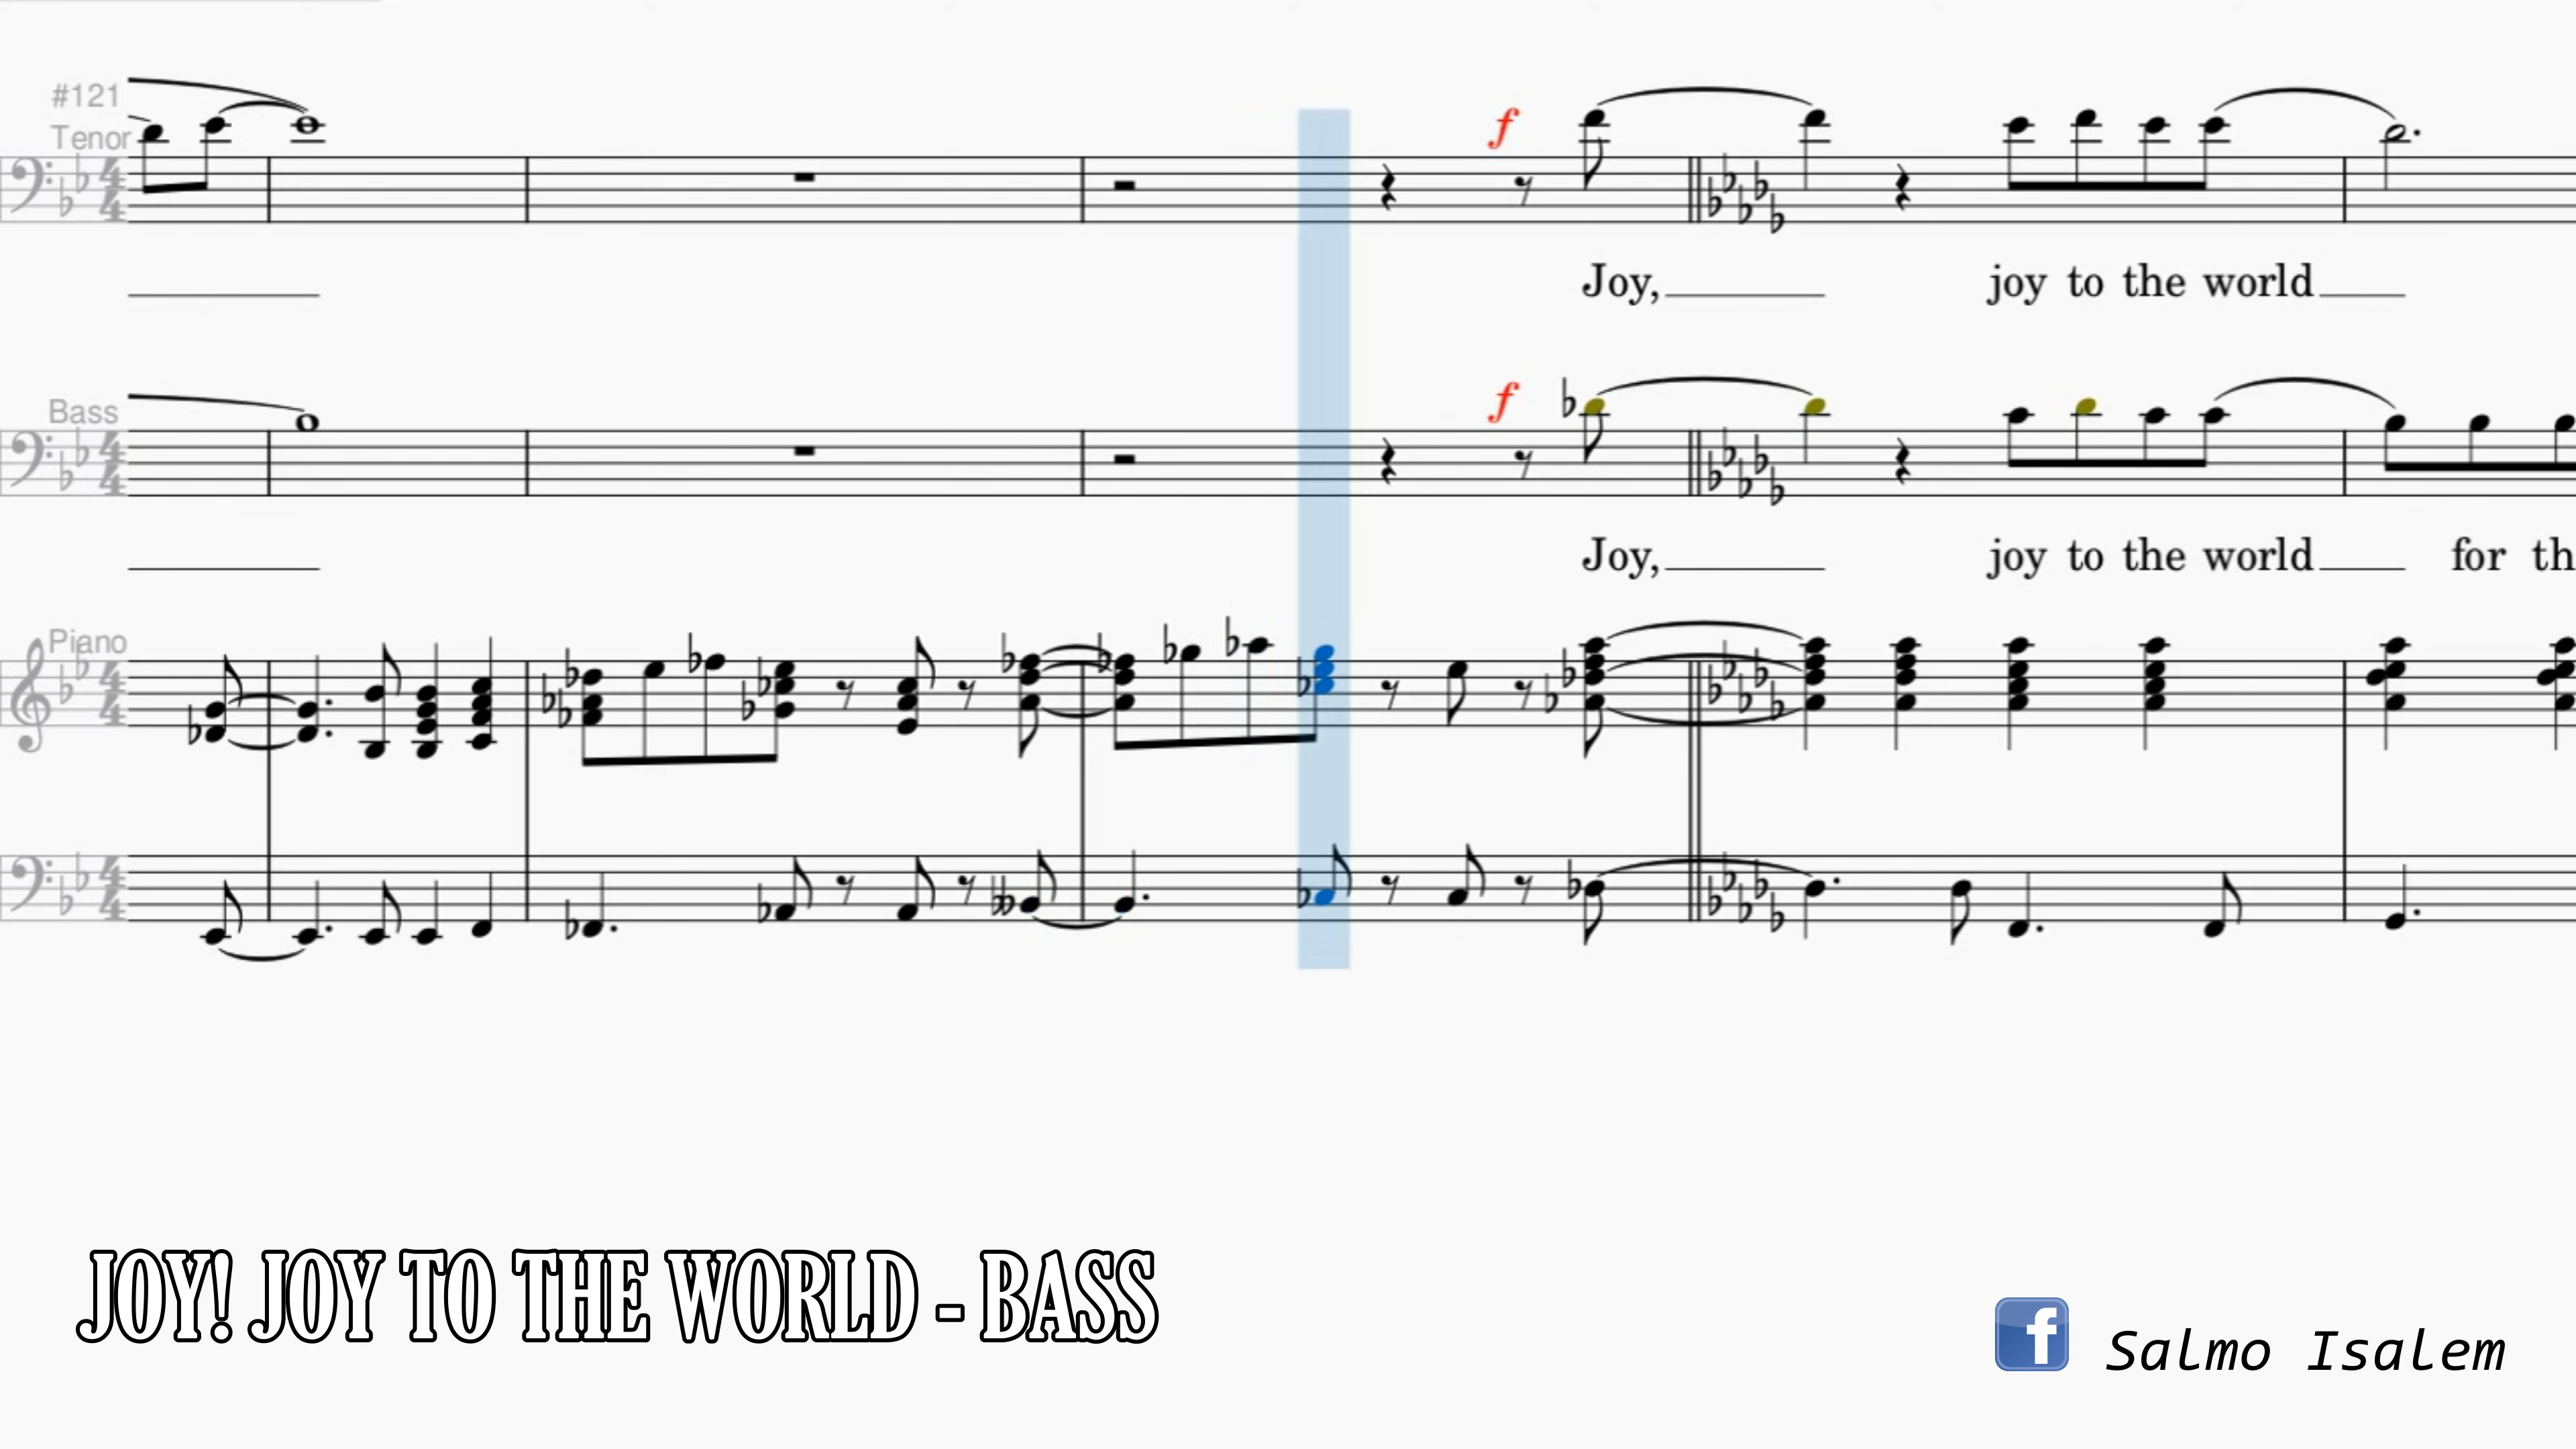 #121
Tenor
f
Joy, joy to the world
Bass
f
Joy, joy to the world for th
Piano
JOY! JOY TO THE WORLD - BASS
f Salmo Isalem